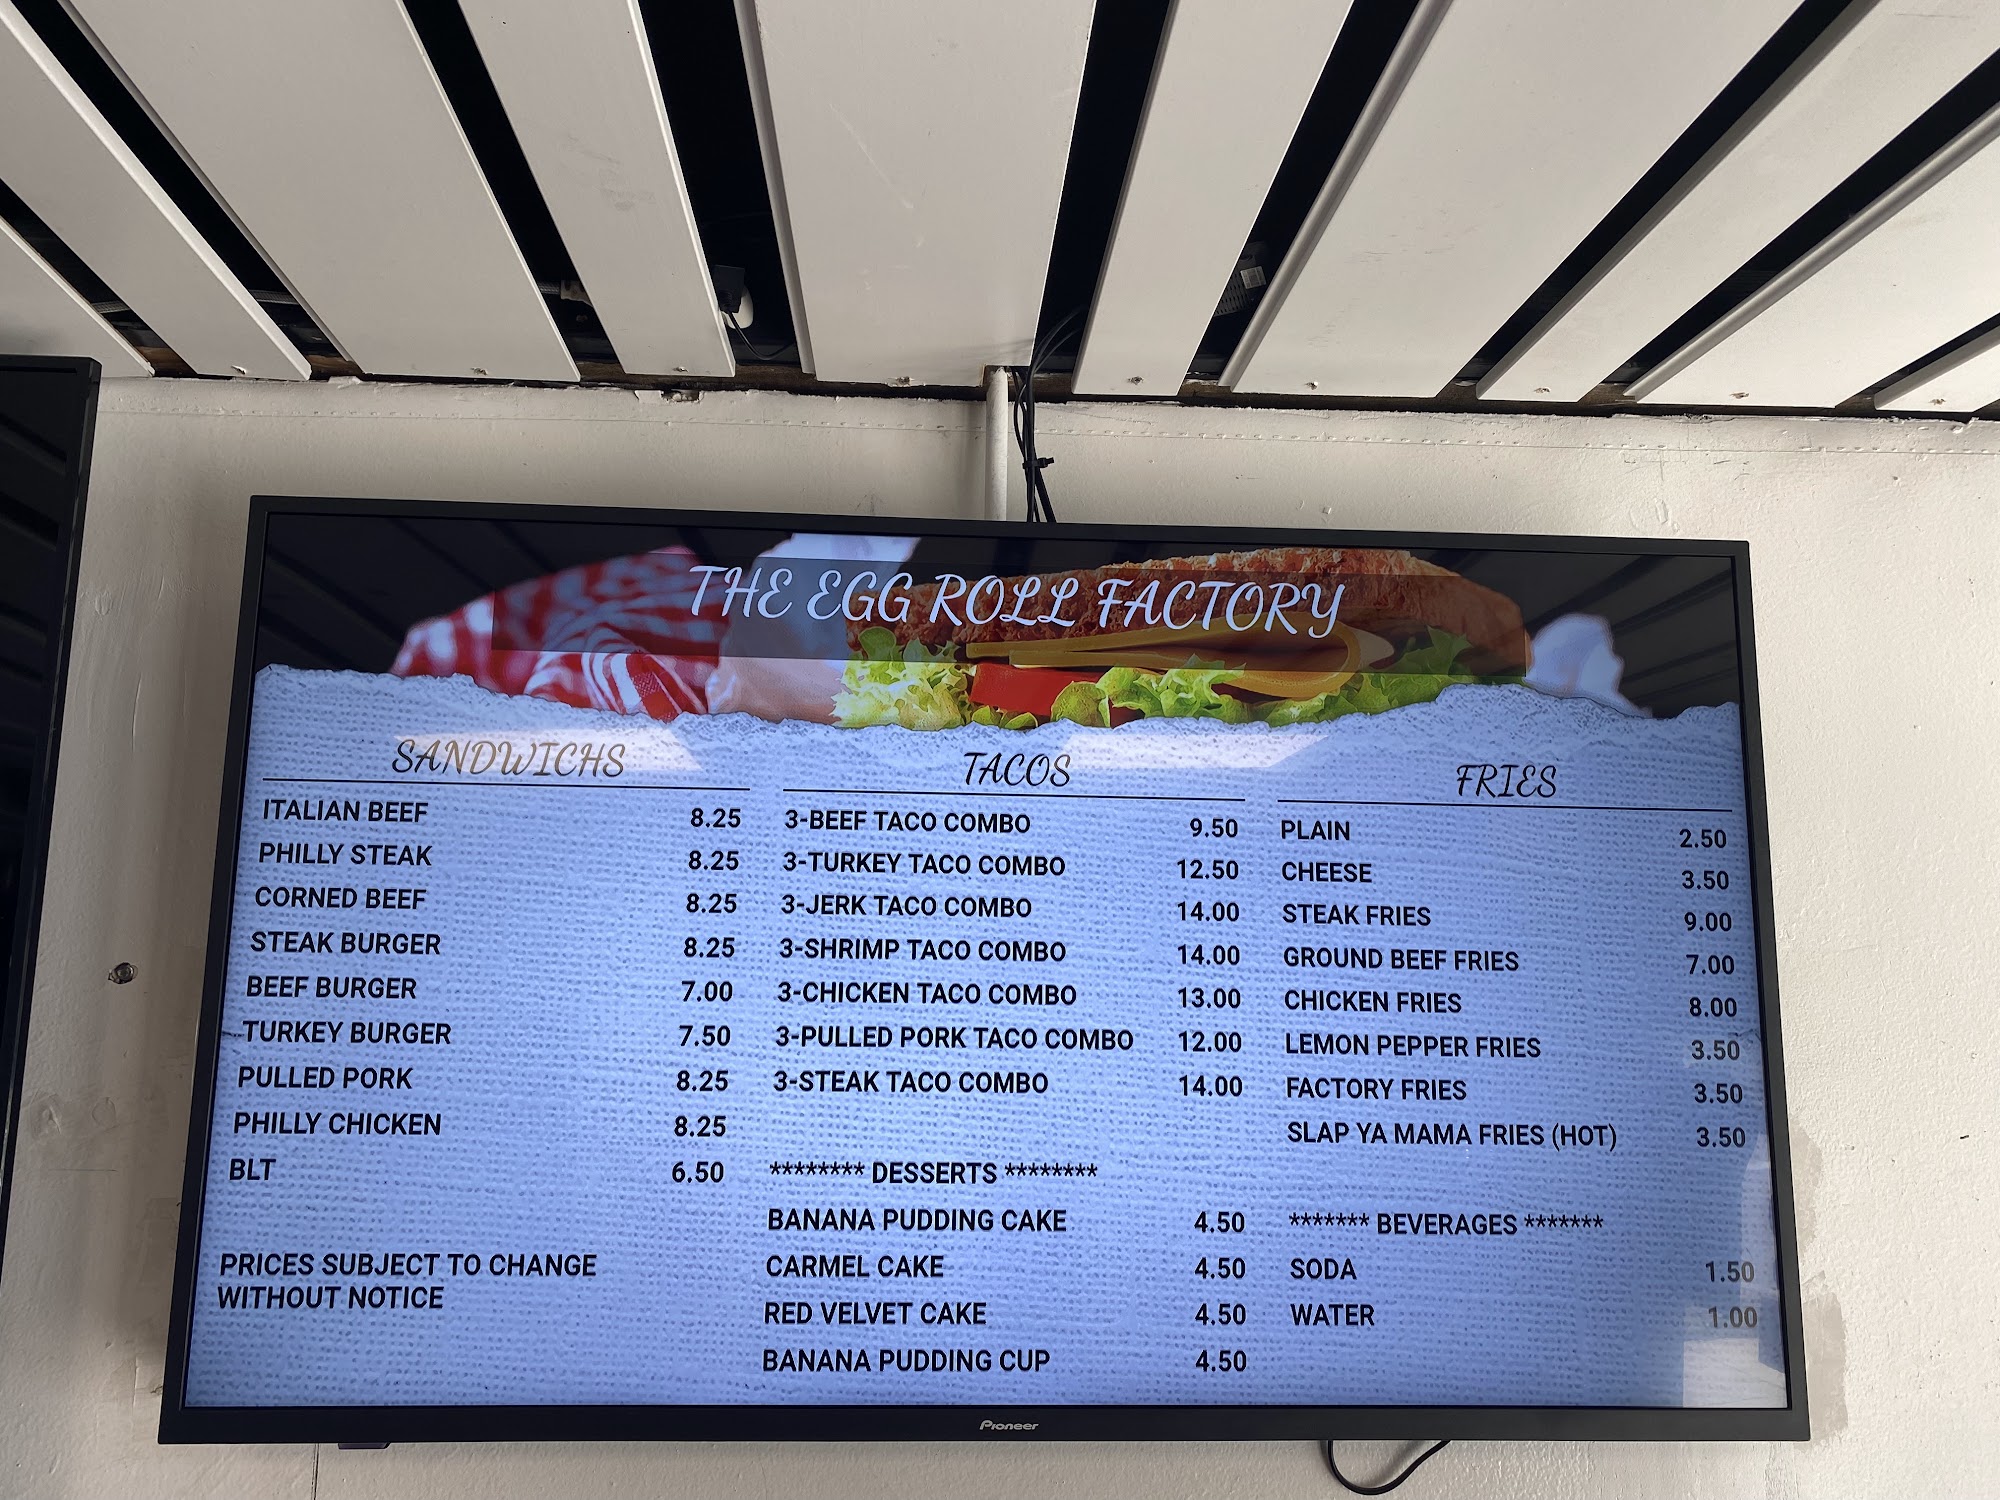 THE EGG ROLL FACTORY
SANDWICHS
ITALIAN BEEF 8.25
PHILLY STEAK 8.25
CORNED BEEF 8.25
STEAK BURGER 8.25
BEEF BURGER 7.00
TURKEY BURGER 7.50
PULLED PORK 8.25
PHILLY CHICKEN 8.25
BLT 6.50
PRICES SUBJECT TO CHANGE
WITHOUT NOTICE
TACOS
3-BEEF TACO COMBO 9.50
3-TURKEY TACO COMBO 12.50
3-JERK TACO COMBO 14.00
3-SHRIMP TACO COMBO 14.00
3-CHICKEN TACO COMBO 13.00
3-PULLED PORK TACO COMBO 12.00
3-STEAK TACO COMBO 14.00
******** DESSERTS ********
BANANA PUDDING CAKE 4.50
CARMEL CAKE 4.50
RED VELVET CAKE 4.50
BANANA PUDDING CUP 4.50
FRIES
PLAIN 2.50
CHEESE 3.50
STEAK FRIES 9.00
GROUND BEEF FRIES 7.00
CHICKEN FRIES 8.00
LEMON PEPPER FRIES 3.50
FACTORY FRIES 3.50
SLAP YA MAMA FRIES (HOT) 3.50
******* BEVERAGES *******
SODA 1.50
WATER 1.00
Pioneer